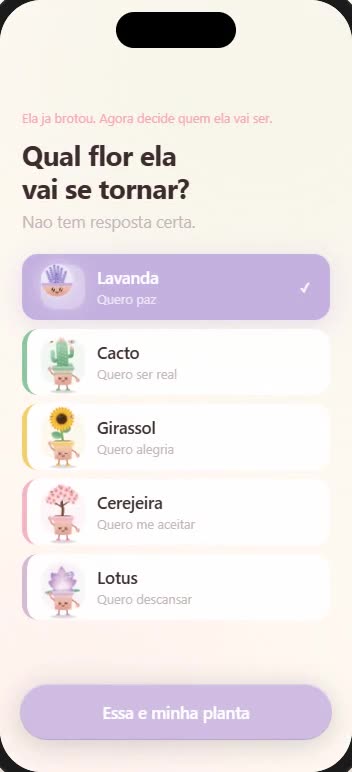 Ela ja brotou. Agora decide quem ela vai ser.
Qual flor ela
vai se tornar?
Nao tem resposta certa.
Lavanda
Quero paz
Cacto
Quero ser real
Girassol
Quero alegria
Cerejeira
Quero me aceitar
Lotus
Quero descansar
Essa e minha planta